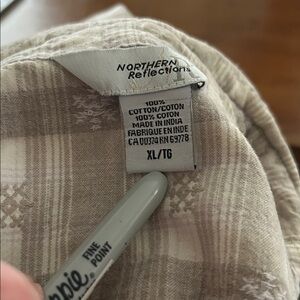 NORTHERN
Reflections
100%
COTTON/COTON
100% COTON
MADE IN INDIA
FABRIQUE EN INDE
CA 00374 RN 69778
XL/TG
FINE
POINT